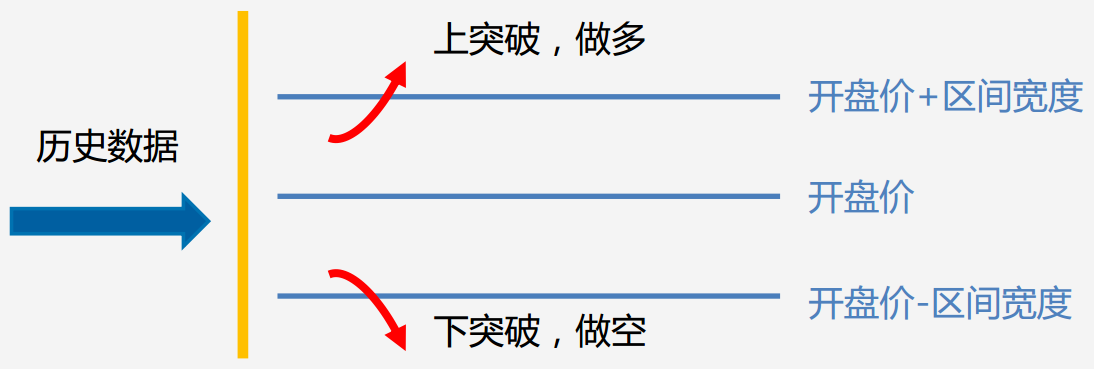 上突破，做多
开盘价+区间宽度
历史数据
开盘价
开盘价-区间宽度
下突破，做空